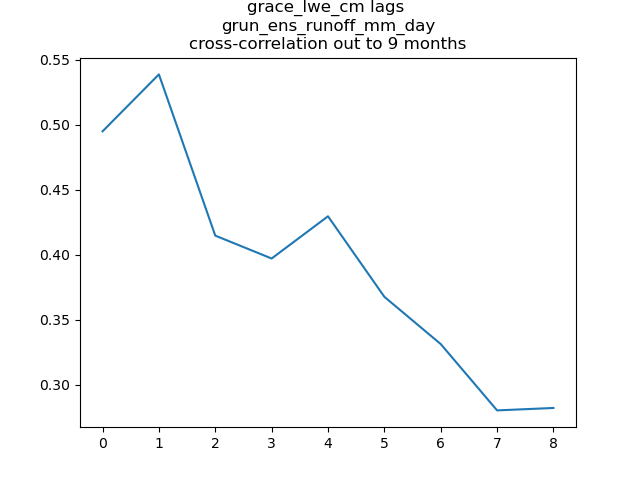 grace_lwe_cm lags
grun_ens_runoff_mm_day
cross-correlation out to 9 months
0.55
0.50
0.45
0.40
0.35
0.30
0 1 2 3 4 5 6 7 8